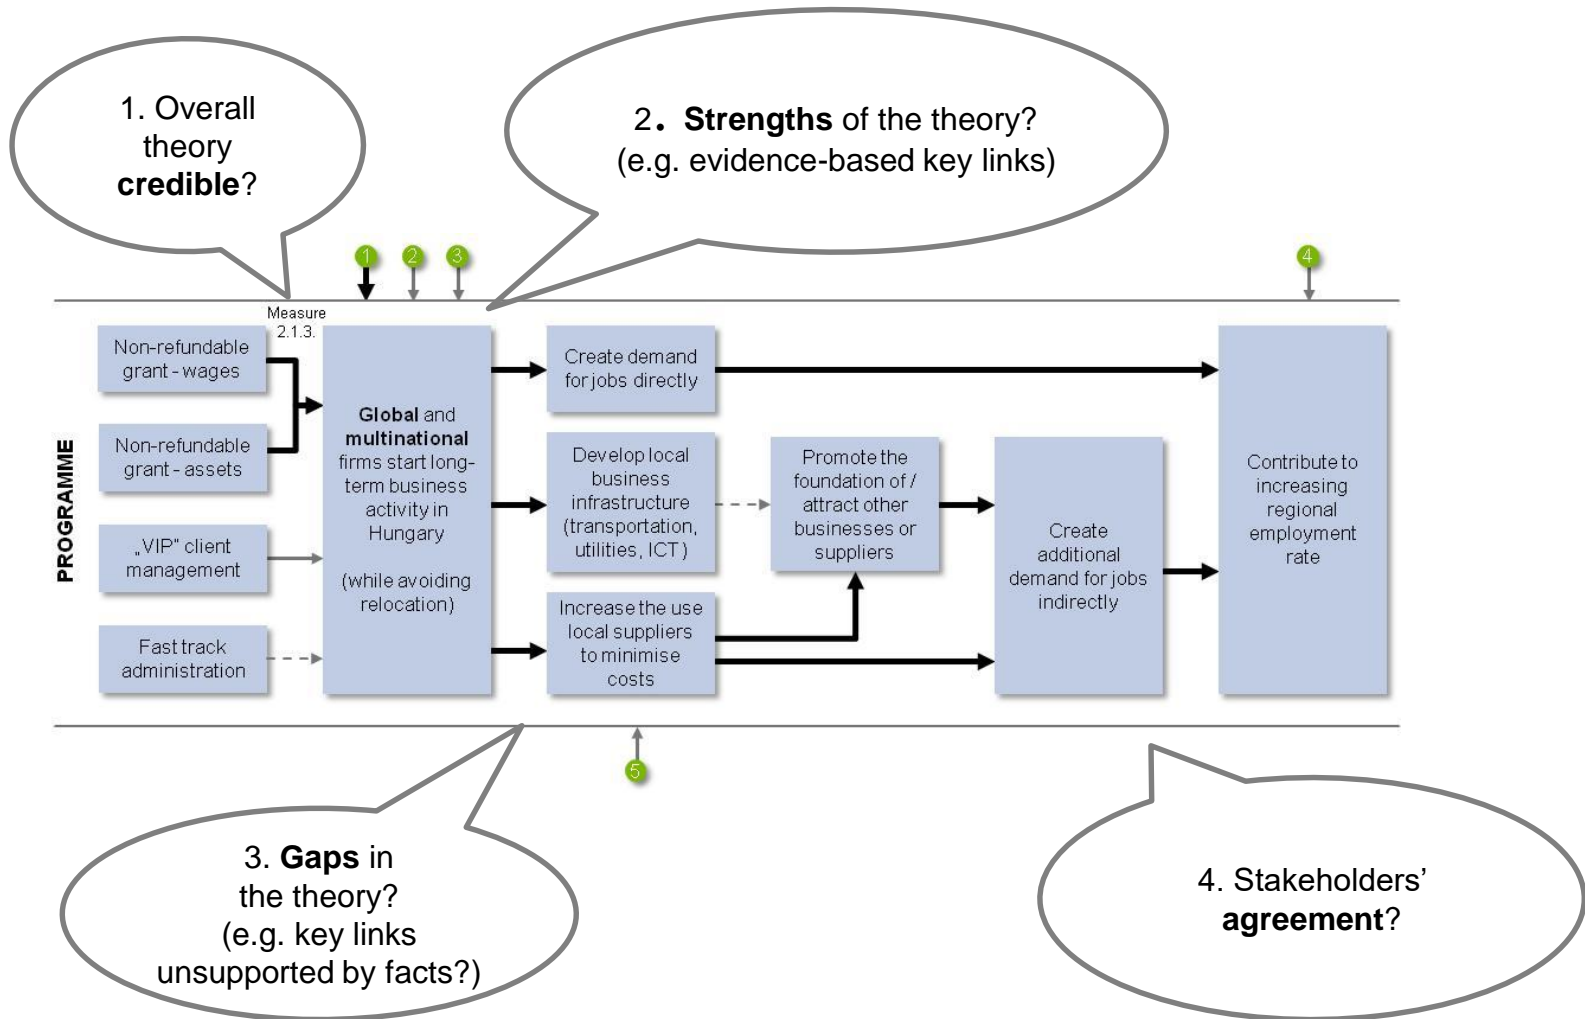 1. Overall
theory
credible?
2. Strengths of the theory?
(e.g. evidence-based key links)
1
2
3
4
Measure
2.1.3.
PROGRAMME
Non-refundable
grant - wages
Non-refundable
grant - assets
„VIP” client
management
Fast track
administration
Global and
multinational
firms start long-
term business
activity in
Hungary
(while avoiding
relocation)
Create demand
for jobs directly
Develop local
business
infrastructure
(transportation,
utilities, ICT)
Increase the use
local suppliers
to minimise
costs
Promote the
foundation of /
attract other
businesses or
suppliers
Create
additional
demand for jobs
indirectly
Contribute to
increasing
regional
employment
rate
5
3. Gaps in
the theory?
(e.g. key links
unsupported by facts?)
4. Stakeholders’
agreement?